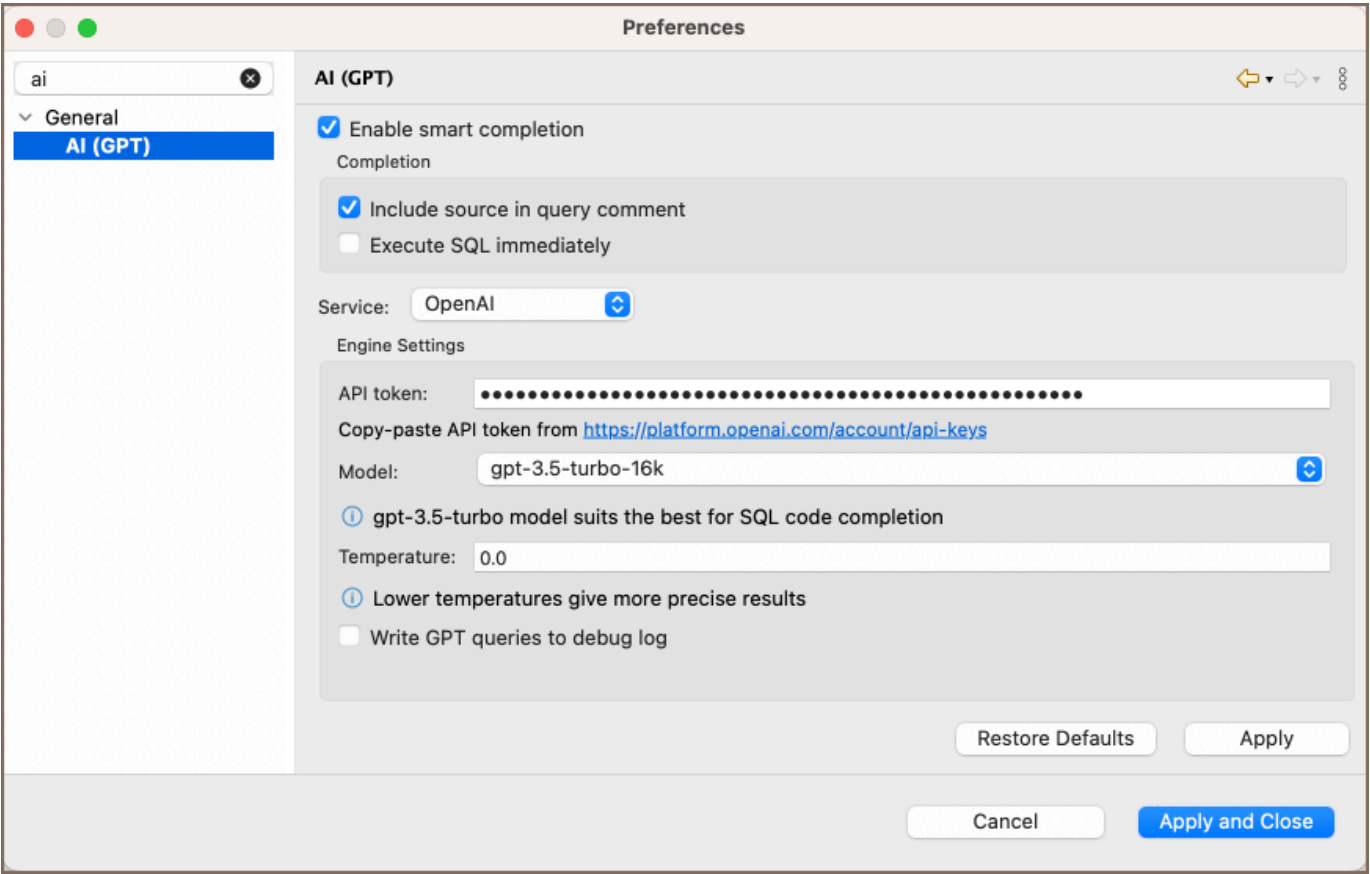 Preferences
ai
General
AI (GPT)
AI (GPT)
Enable smart completion
Completion
Include source in query comment
Execute SQL immediately
Service: OpenAI
Engine Settings
API token: ••••••••••••••••••••••••••••••••••••••••••••••••••••
Copy-paste API token from https://platform.openai.com/account/api-keys
Model: gpt-3.5-turbo-16k
gpt-3.5-turbo model suits the best for SQL code completion
Temperature: 0.0
Lower temperatures give more precise results
Write GPT queries to debug log
Restore Defaults Apply
Cancel Apply and Close